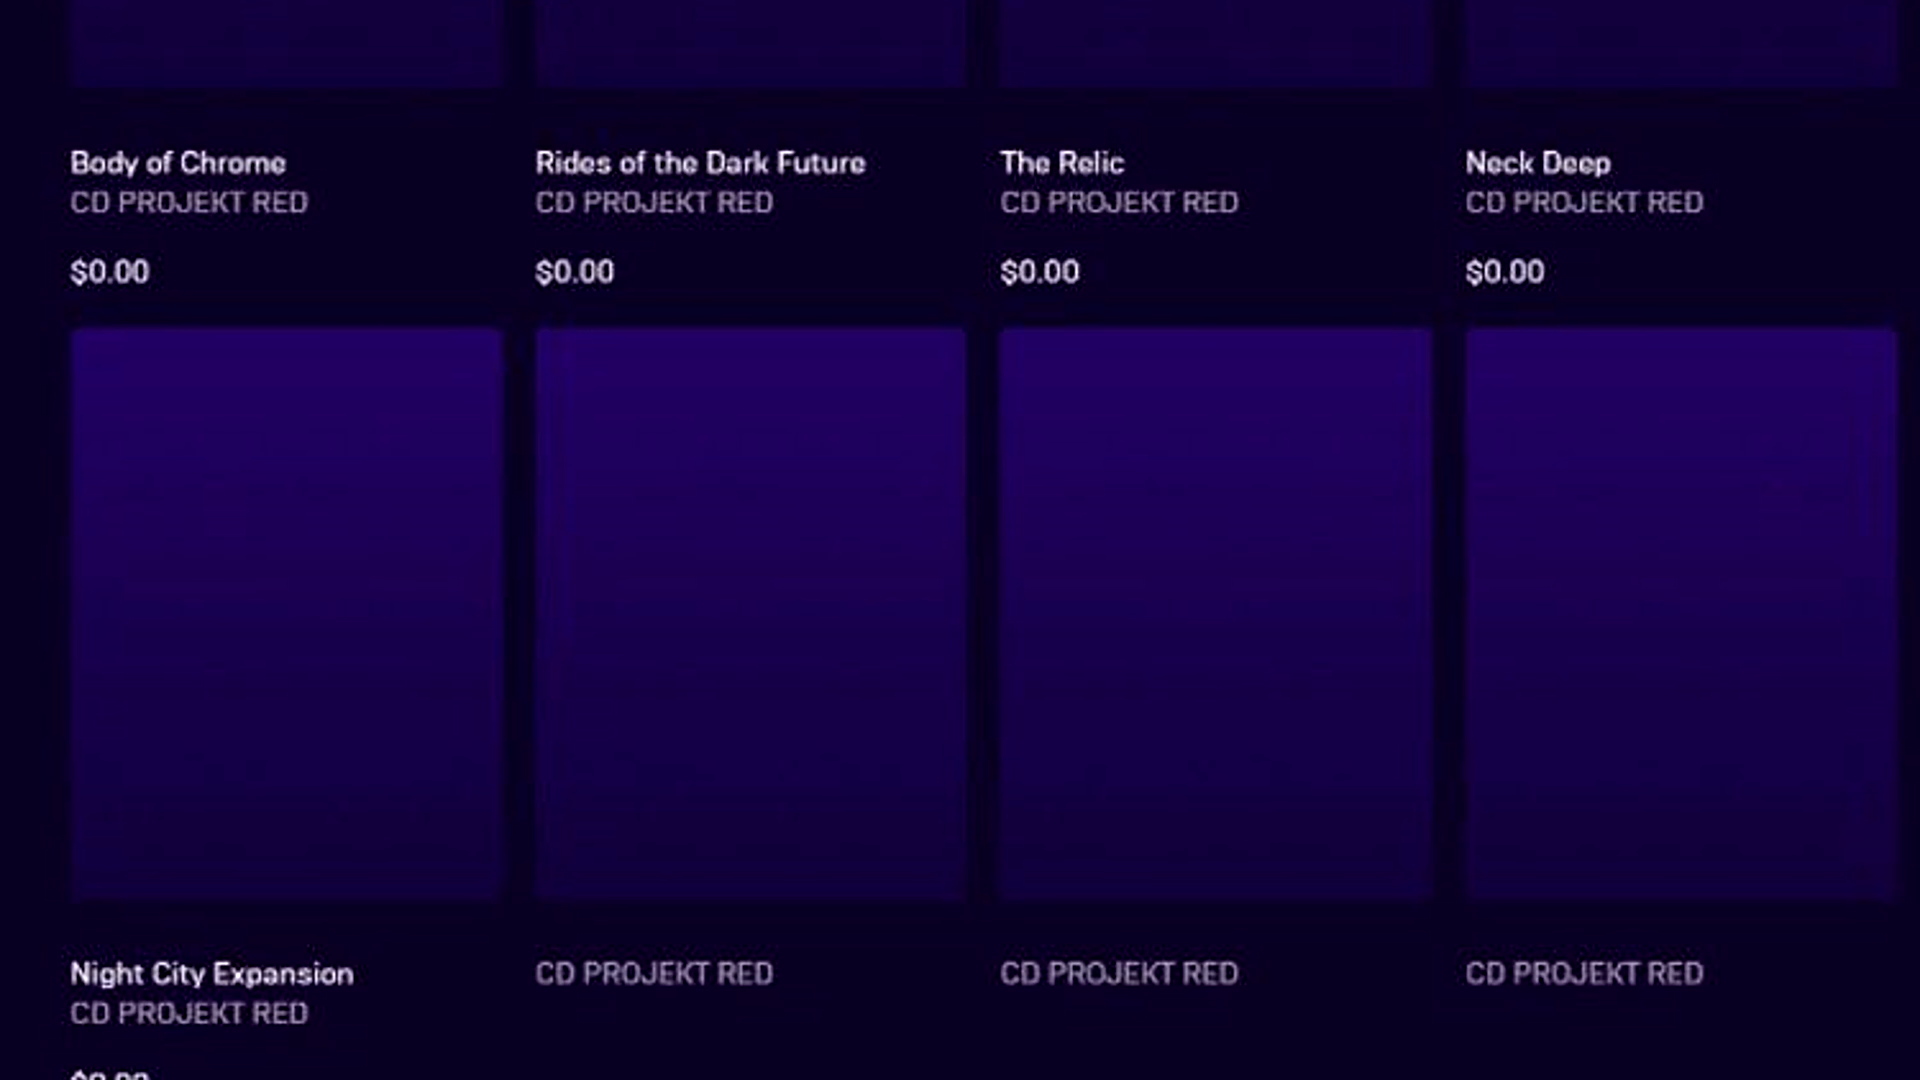 Body of Chrome
CD PROJEKT RED
$0.00
Rides of the Dark Future
CD PROJEKT RED
$0.00
The Relic
CD PROJEKT RED
$0.00
Neck Deep
CD PROJEKT RED
$0.00
Night City Expansion
CD PROJEKT RED
CD PROJEKT RED
CD PROJEKT RED
CD PROJEKT RED